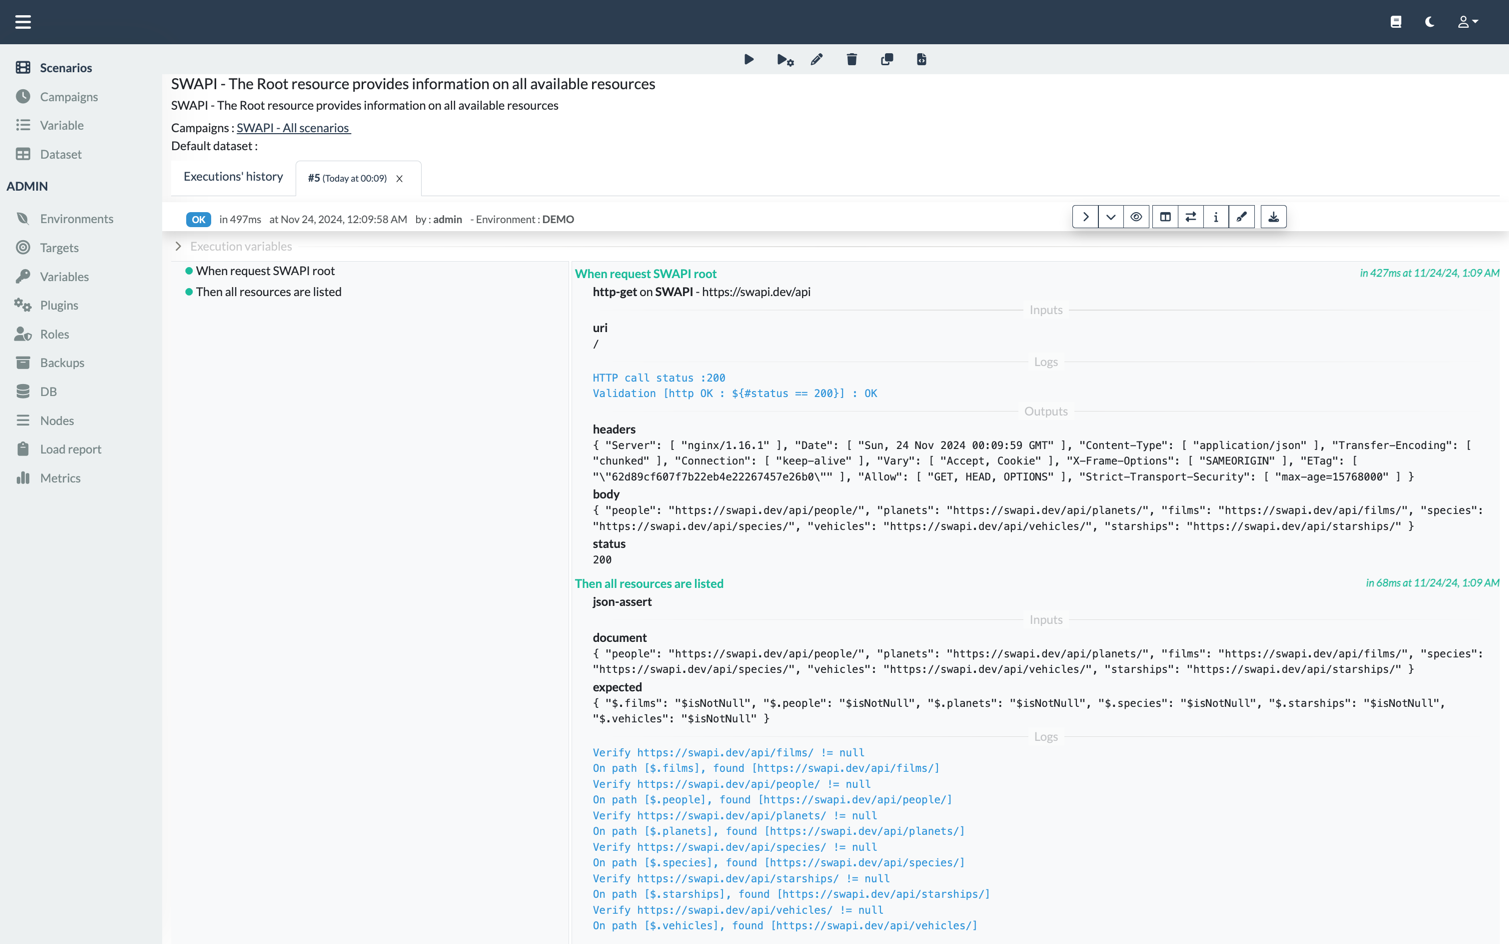 Scenarios
Campaigns
Variable
Dataset
ADMIN
Environments
Targets
Variables
Plugins
Roles
Backups
DB
Nodes
Load report
Metrics
SWAPI - The Root resource provides information on all available resources
SWAPI - The Root resource provides information on all available resources
Campaigns : SWAPI - All scenarios
Default dataset :
Executions' history
#5 (Today at 00:09) x
OK in 497ms at Nov 24, 2024, 12:09:58 AM by : admin - Environment : DEMO
Execution variables
When request SWAPI root
Then all resources are listed
When request SWAPI root
in 427ms at 11/24/24, 1:09 AM
http-get on SWAPI - https://swapi.dev/api
Inputs
uri
/
Logs
HTTP call status :200
Validation [http OK : ${#status == 200}] : OK
Outputs
headers
{ "Server": [ "nginx/1.16.1" ], "Date": [ "Sun, 24 Nov 2024 00:09:59 GMT" ], "Content-Type": [ "application/json" ], "Transfer-Encoding": [
"chunked" ], "Connection": [ "keep-alive" ], "Vary": [ "Accept, Cookie" ], "X-Frame-Options": [ "SAMEORIGIN" ], "ETag": [
"\"62d89cf607f7b22eb4e22267457e26b0\"" ], "Allow": [ "GET, HEAD, OPTIONS" ], "Strict-Transport-Security": [ "max-age=15768000" ] }
body
{ "people": "https://swapi.dev/api/people/", "planets": "https://swapi.dev/api/planets/", "films": "https://swapi.dev/api/films/", "species":
"https://swapi.dev/api/species/", "vehicles": "https://swapi.dev/api/vehicles/", "starships": "https://swapi.dev/api/starships/" }
status
200
Then all resources are listed
in 68ms at 11/24/24, 1:09 AM
json-assert
Inputs
document
{ "people": "https://swapi.dev/api/people/", "planets": "https://swapi.dev/api/planets/", "films": "https://swapi.dev/api/films/", "species":
"https://swapi.dev/api/species/", "vehicles": "https://swapi.dev/api/vehicles/", "starships": "https://swapi.dev/api/starships/" }
expected
{ "$.films": "$isNotNull", "$.people": "$isNotNull", "$.planets": "$isNotNull", "$.species": "$isNotNull", "$.starships": "$isNotNull",
"$.vehicles": "$isNotNull" }
Logs
Verify https://swapi.dev/api/films/ != null
On path [$.films], found [https://swapi.dev/api/films/]
Verify https://swapi.dev/api/people/ != null
On path [$.people], found [https://swapi.dev/api/people/]
Verify https://swapi.dev/api/planets/ != null
On path [$.planets], found [https://swapi.dev/api/planets/]
Verify https://swapi.dev/api/species/ != null
On path [$.species], found [https://swapi.dev/api/species/]
Verify https://swapi.dev/api/starships/ != null
On path [$.starships], found [https://swapi.dev/api/starships/]
Verify https://swapi.dev/api/vehicles/ != null
On path [$.vehicles], found [https://swapi.dev/api/vehicles/]